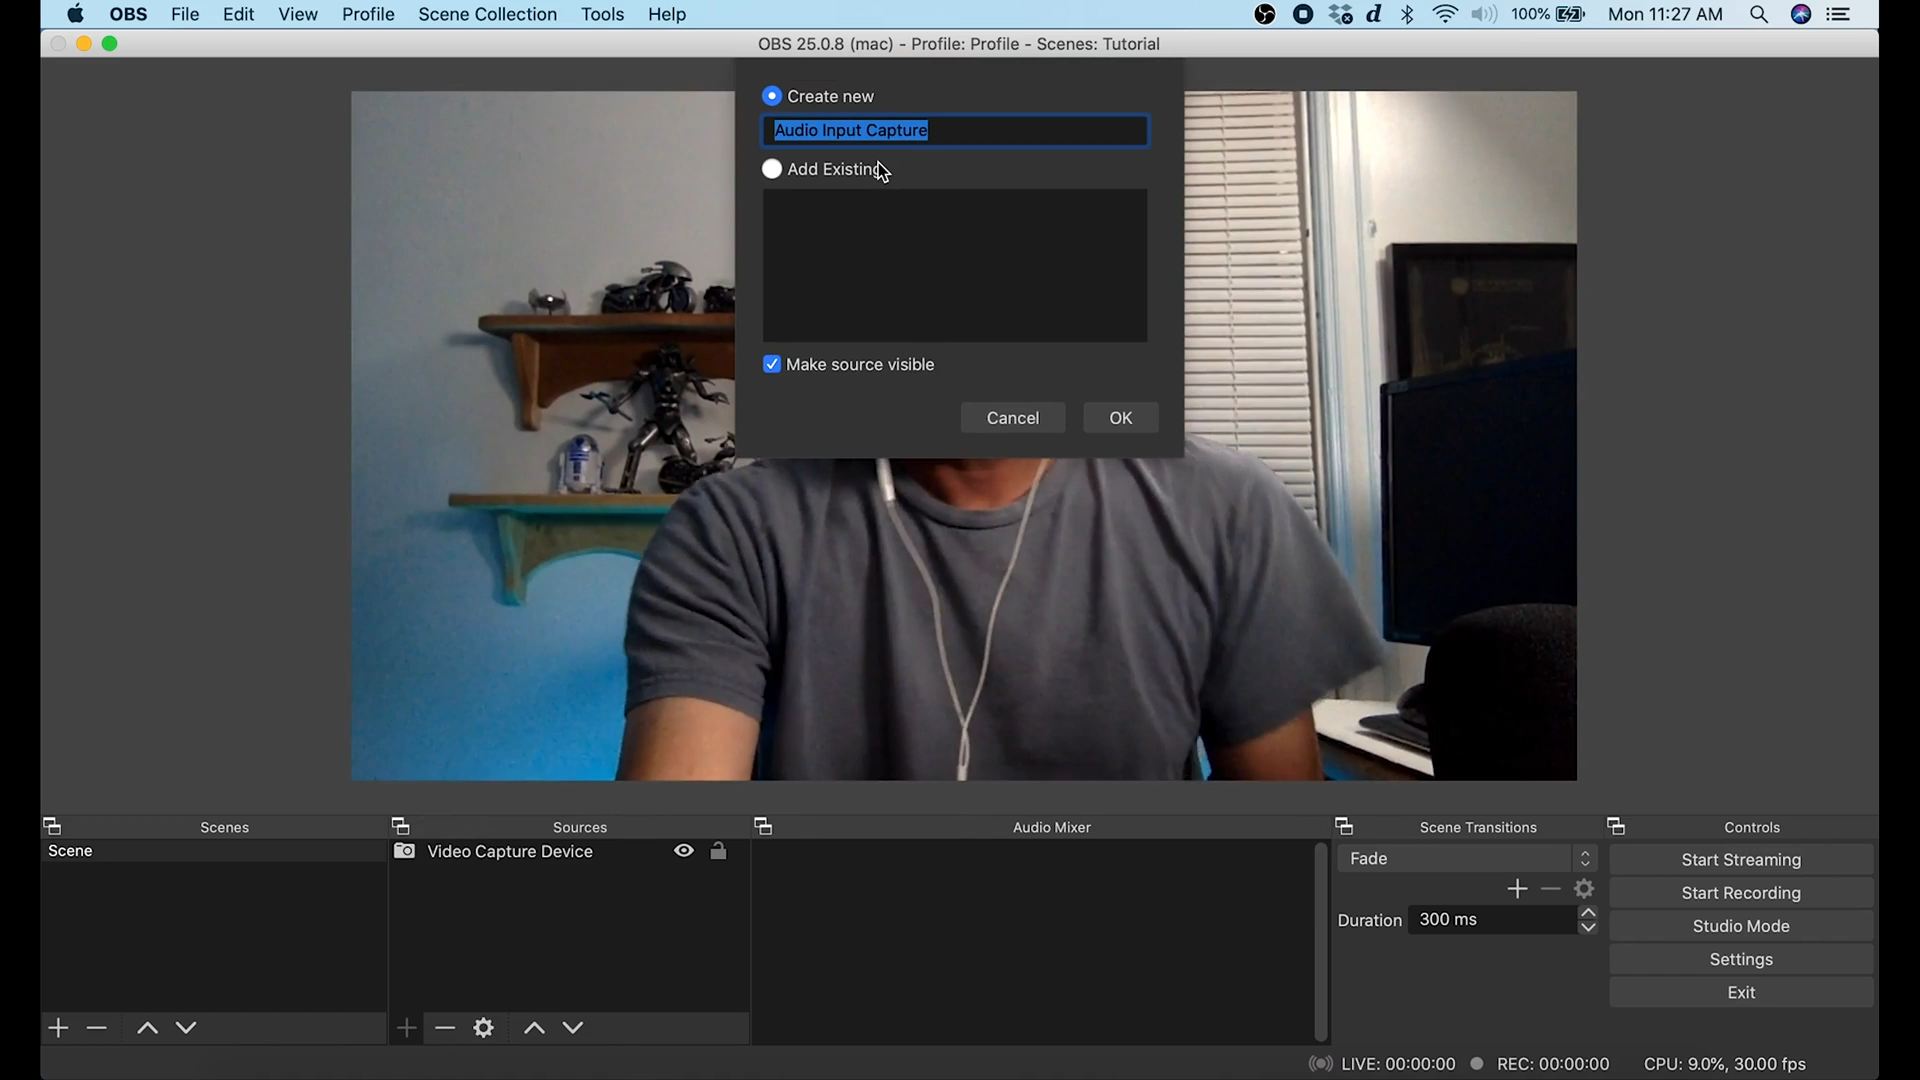 OBS File Edit View Profile Scene Collection Tools Help d 100% Mon 11:27 AM
OBS 25.0.8 (mac) - Profile: Profile - Scenes: Tutorial
Create new
Audio Input Capture
Add Existing
Make source visible
Cancel OK
Scenes Sources Audio Mixer Scene Transitions Controls
Scene
Video Capture Device
Fade
Duration 300 ms
Start Streaming
Start Recording
Studio Mode
Settings
Exit
LIVE: 00:00:00 REC: 00:00:00 CPU: 9.0%, 30.00 fps